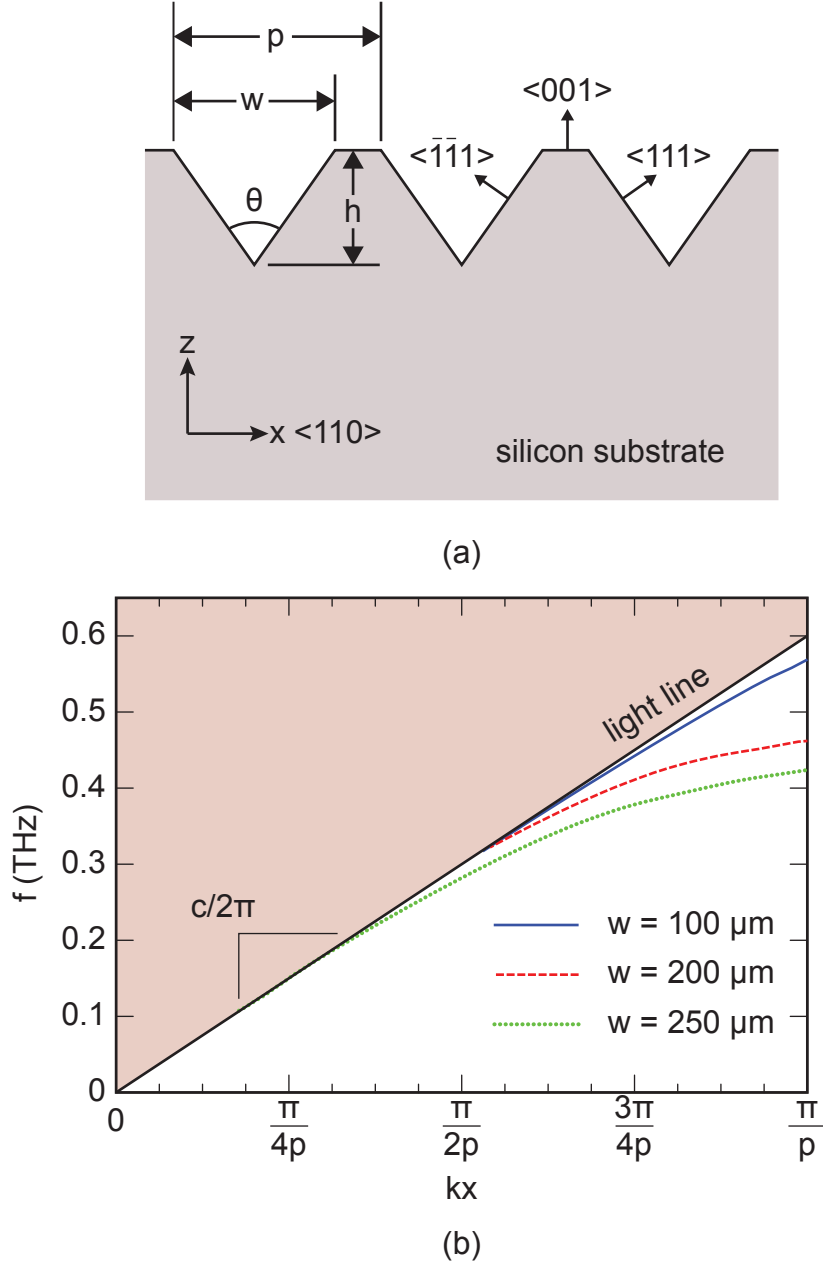 p
w
<001>
<1̄1̄1>
<111>
θ
h
z
x <110>
silicon substrate
(a)
0.6
light line
0.5
0.4
f (THz)
0.3
c/2π
0.2
w = 100 μm
w = 200 μm
0.1
w = 250 μm
0
0
π/4p
π/2p
3π/4p
π/p
kx
(b)